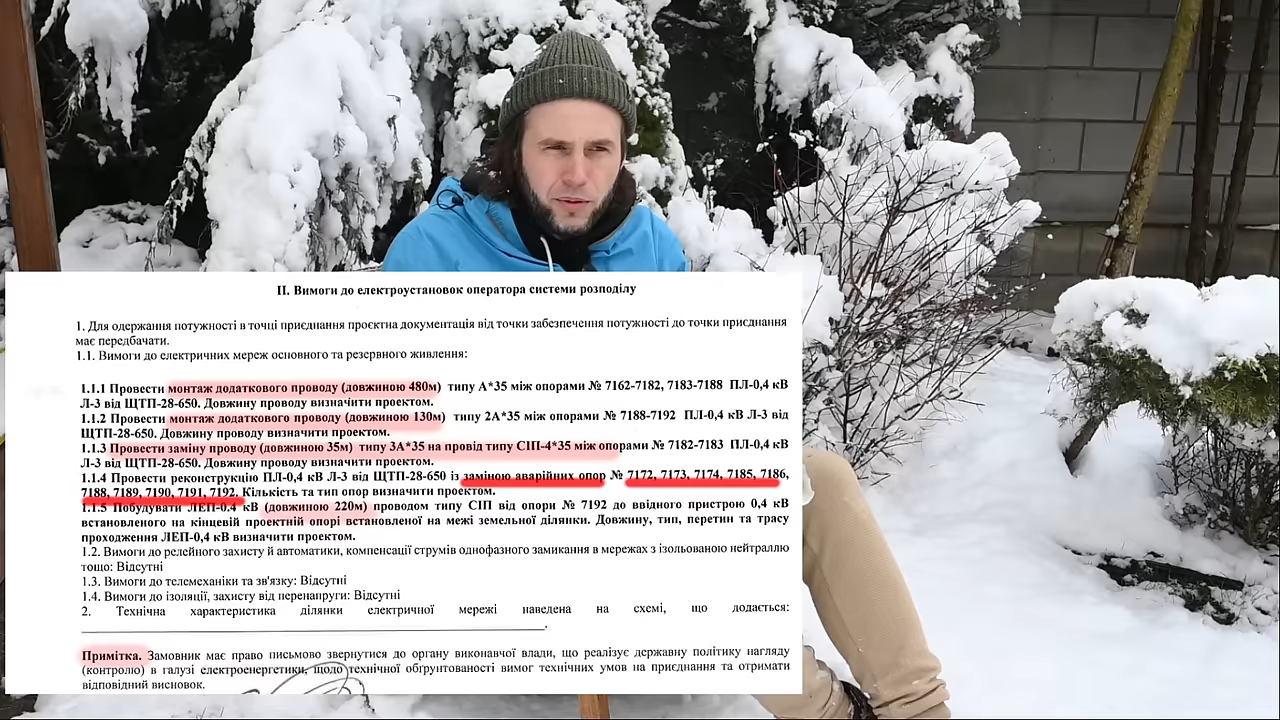 ІІ. Вимоги до електроустановок оператора системи розподілу
1. Для одержання потужності в точці приєднання проєктна документація від точки забезпечення потужності до точки приєднання
має передбачати.
1.1. Вимоги до електричних мереж основного та резервного живлення:
1.1.1 Провести монтаж додаткового проводу (довжиною 480м) типу А*35 між опорами № 7162-7182, 7183-7188 ПЛ-0,4 кВ
Л-3 від ЩТП-28-650. Довжину проводу визначити проектом.
1.1.2 Провести монтаж додаткового проводу (довжиною 130м) типу 2А*35 між опорами № 7188-7192 ПЛ-0,4 кВ Л-3 від
ЩТП-28-650. Довжину проводу визначити проектом.
1.1.3 Провести заміну проводу (довжиною 35м) типу 3А*35 на провід типу СІП-4*35 між опорами № 7182-7183 ПЛ-0,4 кВ
Л-3 від ЩТП-28-650. Довжину проводу визначити проектом.
1.1.4 Провести реконструкцію ПЛ-0,4 кВ Л-3 від ЩТП-28-650 із заміною аварійних опор № 7172, 7173, 7174, 7185, 7186,
7188, 7189, 7190, 7191, 7192. Кількість та тип опор визначити проектом.
1.1.5 Побудувати ЛЕП-0.4 кВ (довжиною 220м) проводом типу СІП від опори № 7192 до ввідного пристрою 0,4 кВ
встановленого на кінцевій проектній опорі встановленої на межі земельної ділянки. Довжину, тип, перетин та трасу
проходження ЛЕП-0,4 кВ визначити проектом.
1.2. Вимоги до релейного захисту й автоматики, компенсації струмів однофазного замикання в мережах з ізольованою нейтраллю
тощо: Відсутні
1.3. Вимоги до телемеханіки та зв'язку: Відсутні
1.4. Вимоги до ізоляції, захисту від перенапруги: Відсутні
2. Технічна характеристика ділянки електричної мережі наведена на схемі, що додається:
Примітка. Замовник має право письмово звернутися до органу виконавчої влади, що реалізує державну політику нагляду
(контролю) в галузі електроенергетики, щодо технічної обґрунтованості вимог технічних умов на приєднання та отримати
відповідний висновок.